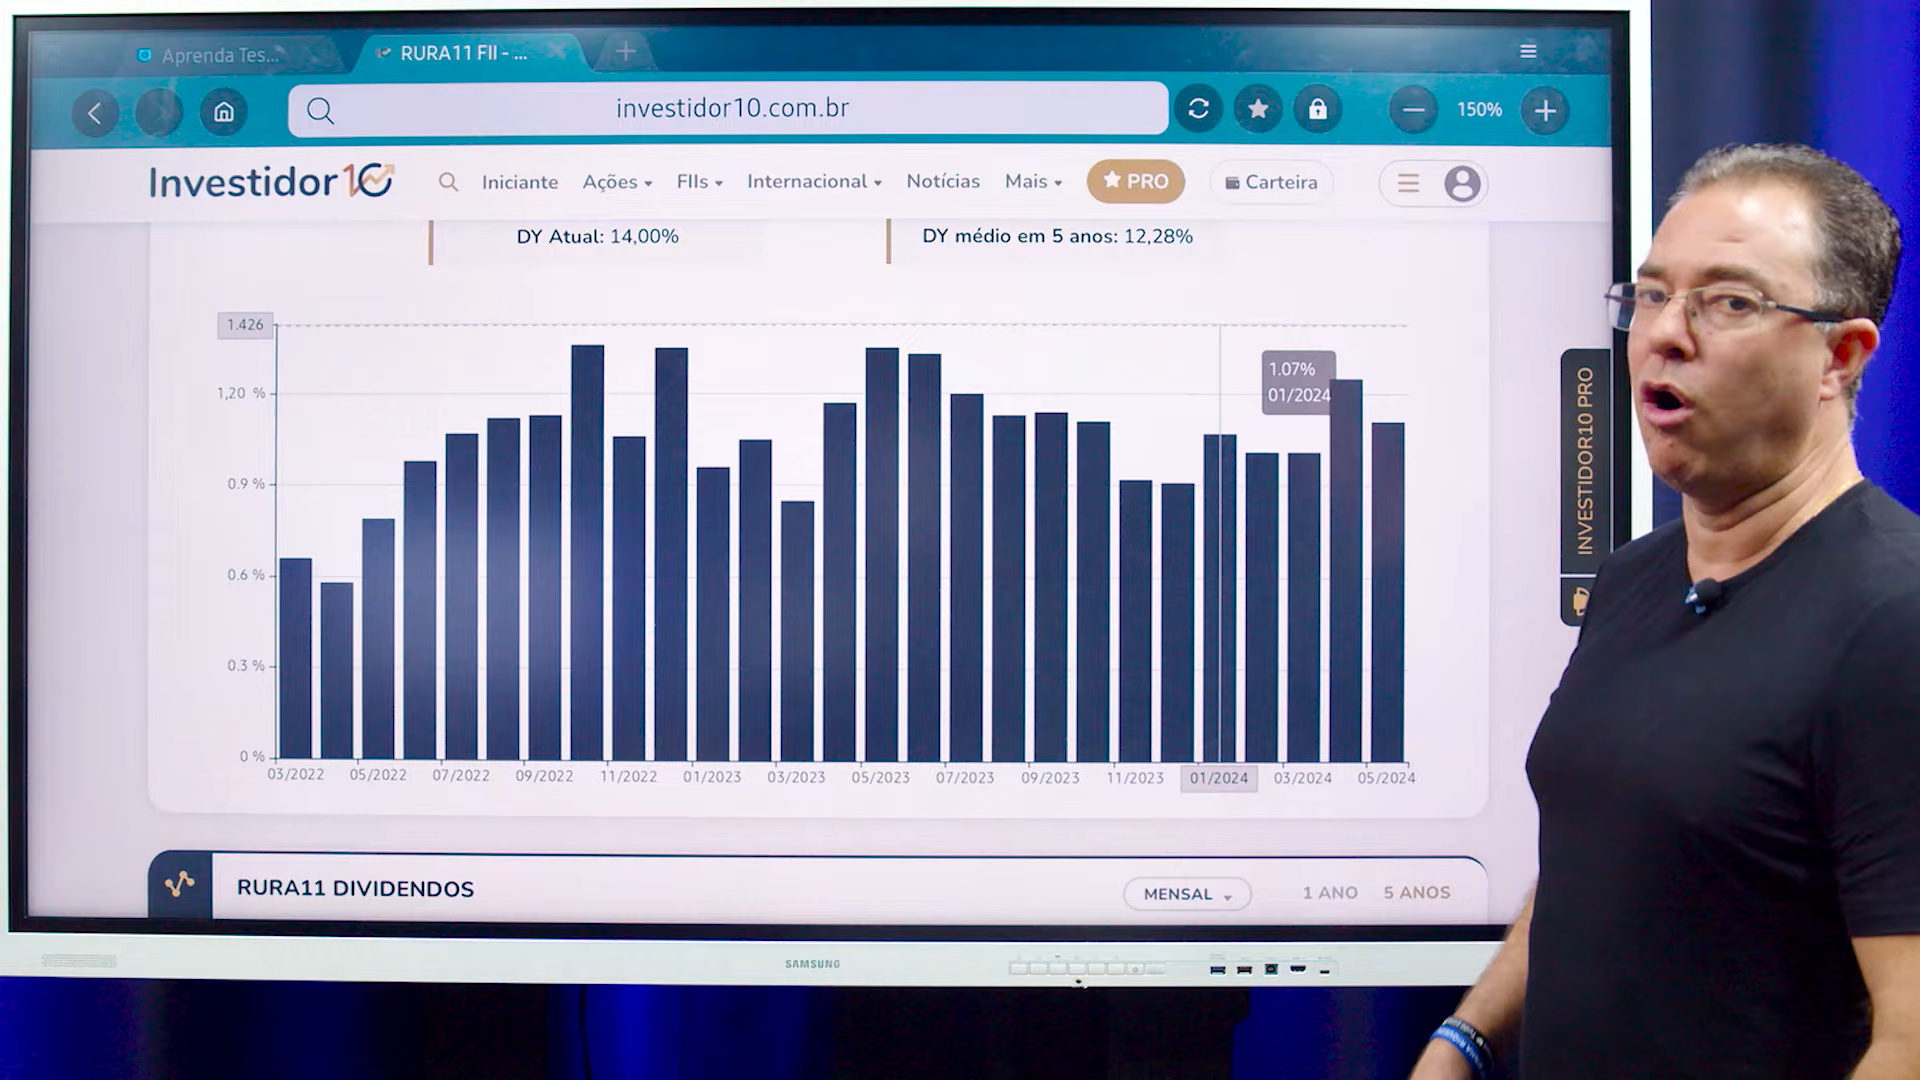 Aprenda Tes...
RURA11 FII - ...
investidor10.com.br
150%
Investidor 10
Iniciante
Ações
FIIs
Internacional
Notícias
Mais
PRO
Carteira
DY Atual: 14,00%
DY médio em 5 anos: 12,28%
1.426
1,20 %
0.9 %
0.6 %
0.3 %
0 %
1.07%
01/2024
03/2022
05/2022
07/2022
09/2022
11/2022
01/2023
03/2023
05/2023
07/2023
09/2023
11/2023
01/2024
03/2024
05/2024
INVESTIDOR10 PRO
RURA11 DIVIDENDOS
MENSAL
1 ANO
5 ANOS
SAMSUNG